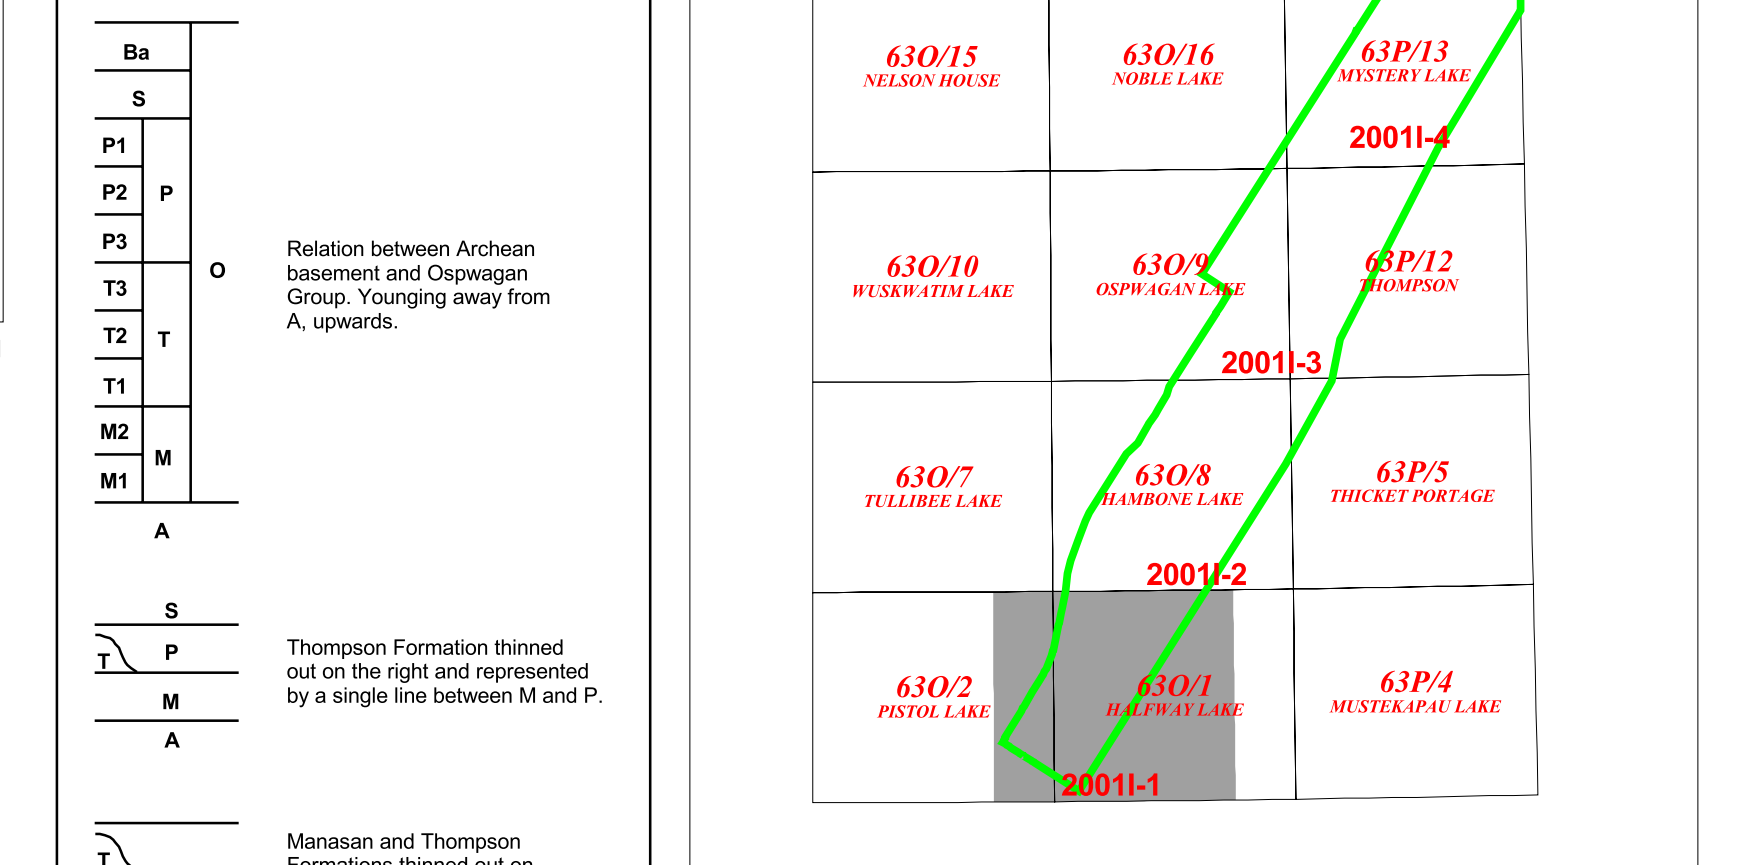 Ba
S
P1
P2
P
P3
O
T3
T2
T
T1
M2
M
M1
A
Relation between Archean
basement and Ospwagan
Group. Younging away from
A, upwards.
S
T
P
M
A
Thompson Formation thinned
out on the right and represented
by a single line between M and P.
T
Manasan and Thompson
Formations thinned out on
63O/15
NELSON HOUSE
63O/16
NOBLE LAKE
63P/13
MYSTERY LAKE
2001I-4
63O/10
WUSKWATIM LAKE
63O/9
OSPWAGAN LAKE
63P/12
THOMPSON
2001I-3
63O/7
TULLIBEE LAKE
63O/8
HAMBONE LAKE
63P/5
THICKET PORTAGE
2001I-2
63O/2
PISTOL LAKE
63O/1
HALFWAY LAKE
63P/4
MUSTEKAPAU LAKE
2001I-1